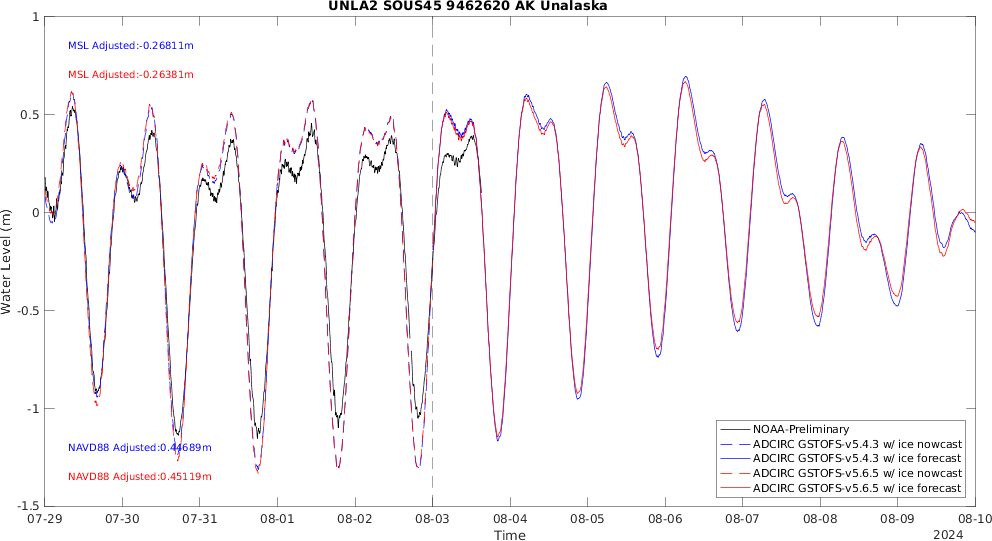 UNLA2 SOUS45 9462620 AK Unalaska
MSL Adjusted:-0.26811m
MSL Adjusted:-0.26381m
NAVD88 Adjusted:0.44689m
NAVD88 Adjusted:0.45119m
Water Level (m)
1
0.5
0
-0.5
-1
-1.5
NOAA-Preliminary
ADCIRC GSTOFS-v5.4.3 w/ ice nowcast
ADCIRC GSTOFS-v5.4.3 w/ ice forecast
ADCIRC GSTOFS-v5.6.5 w/ ice nowcast
ADCIRC GSTOFS-v5.6.5 w/ ice forecast
07-29 07-30 07-31 08-01 08-02 08-03 08-04 08-05 08-06 08-07 08-08 08-09 08-10
Time
2024